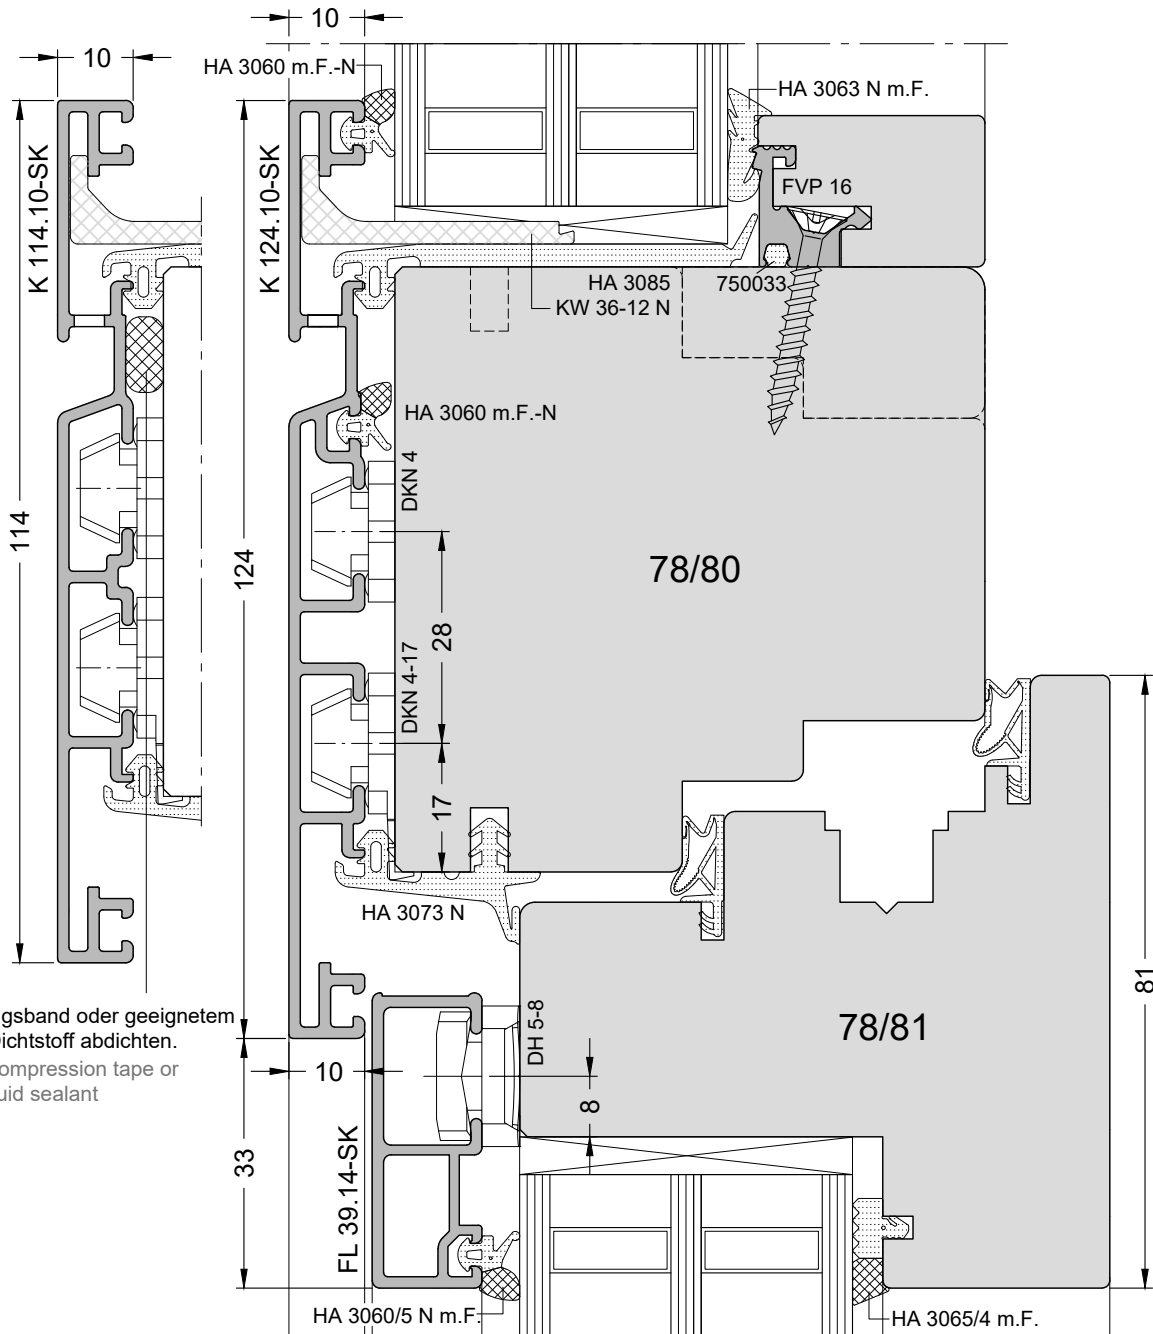 10
10
HA 3060 m.F.-N
HA 3063 N m.F.
K 114.10-SK
K 124.10-SK
FVP 16
HA 3085
750033
KW 36-12 N
HA 3060 m.F.-N
DKN 4
114
124
78/80
28
DKN 4-17
17
HA 3073 N
81
gsband oder geeignetem
ichtstoff abdichten.
ompression tape or
uid sealant
DH 5-8
78/81
10
8
33
FL 39.14-SK
HA 3060/5 N m.F.
HA 3065/4 m.F.